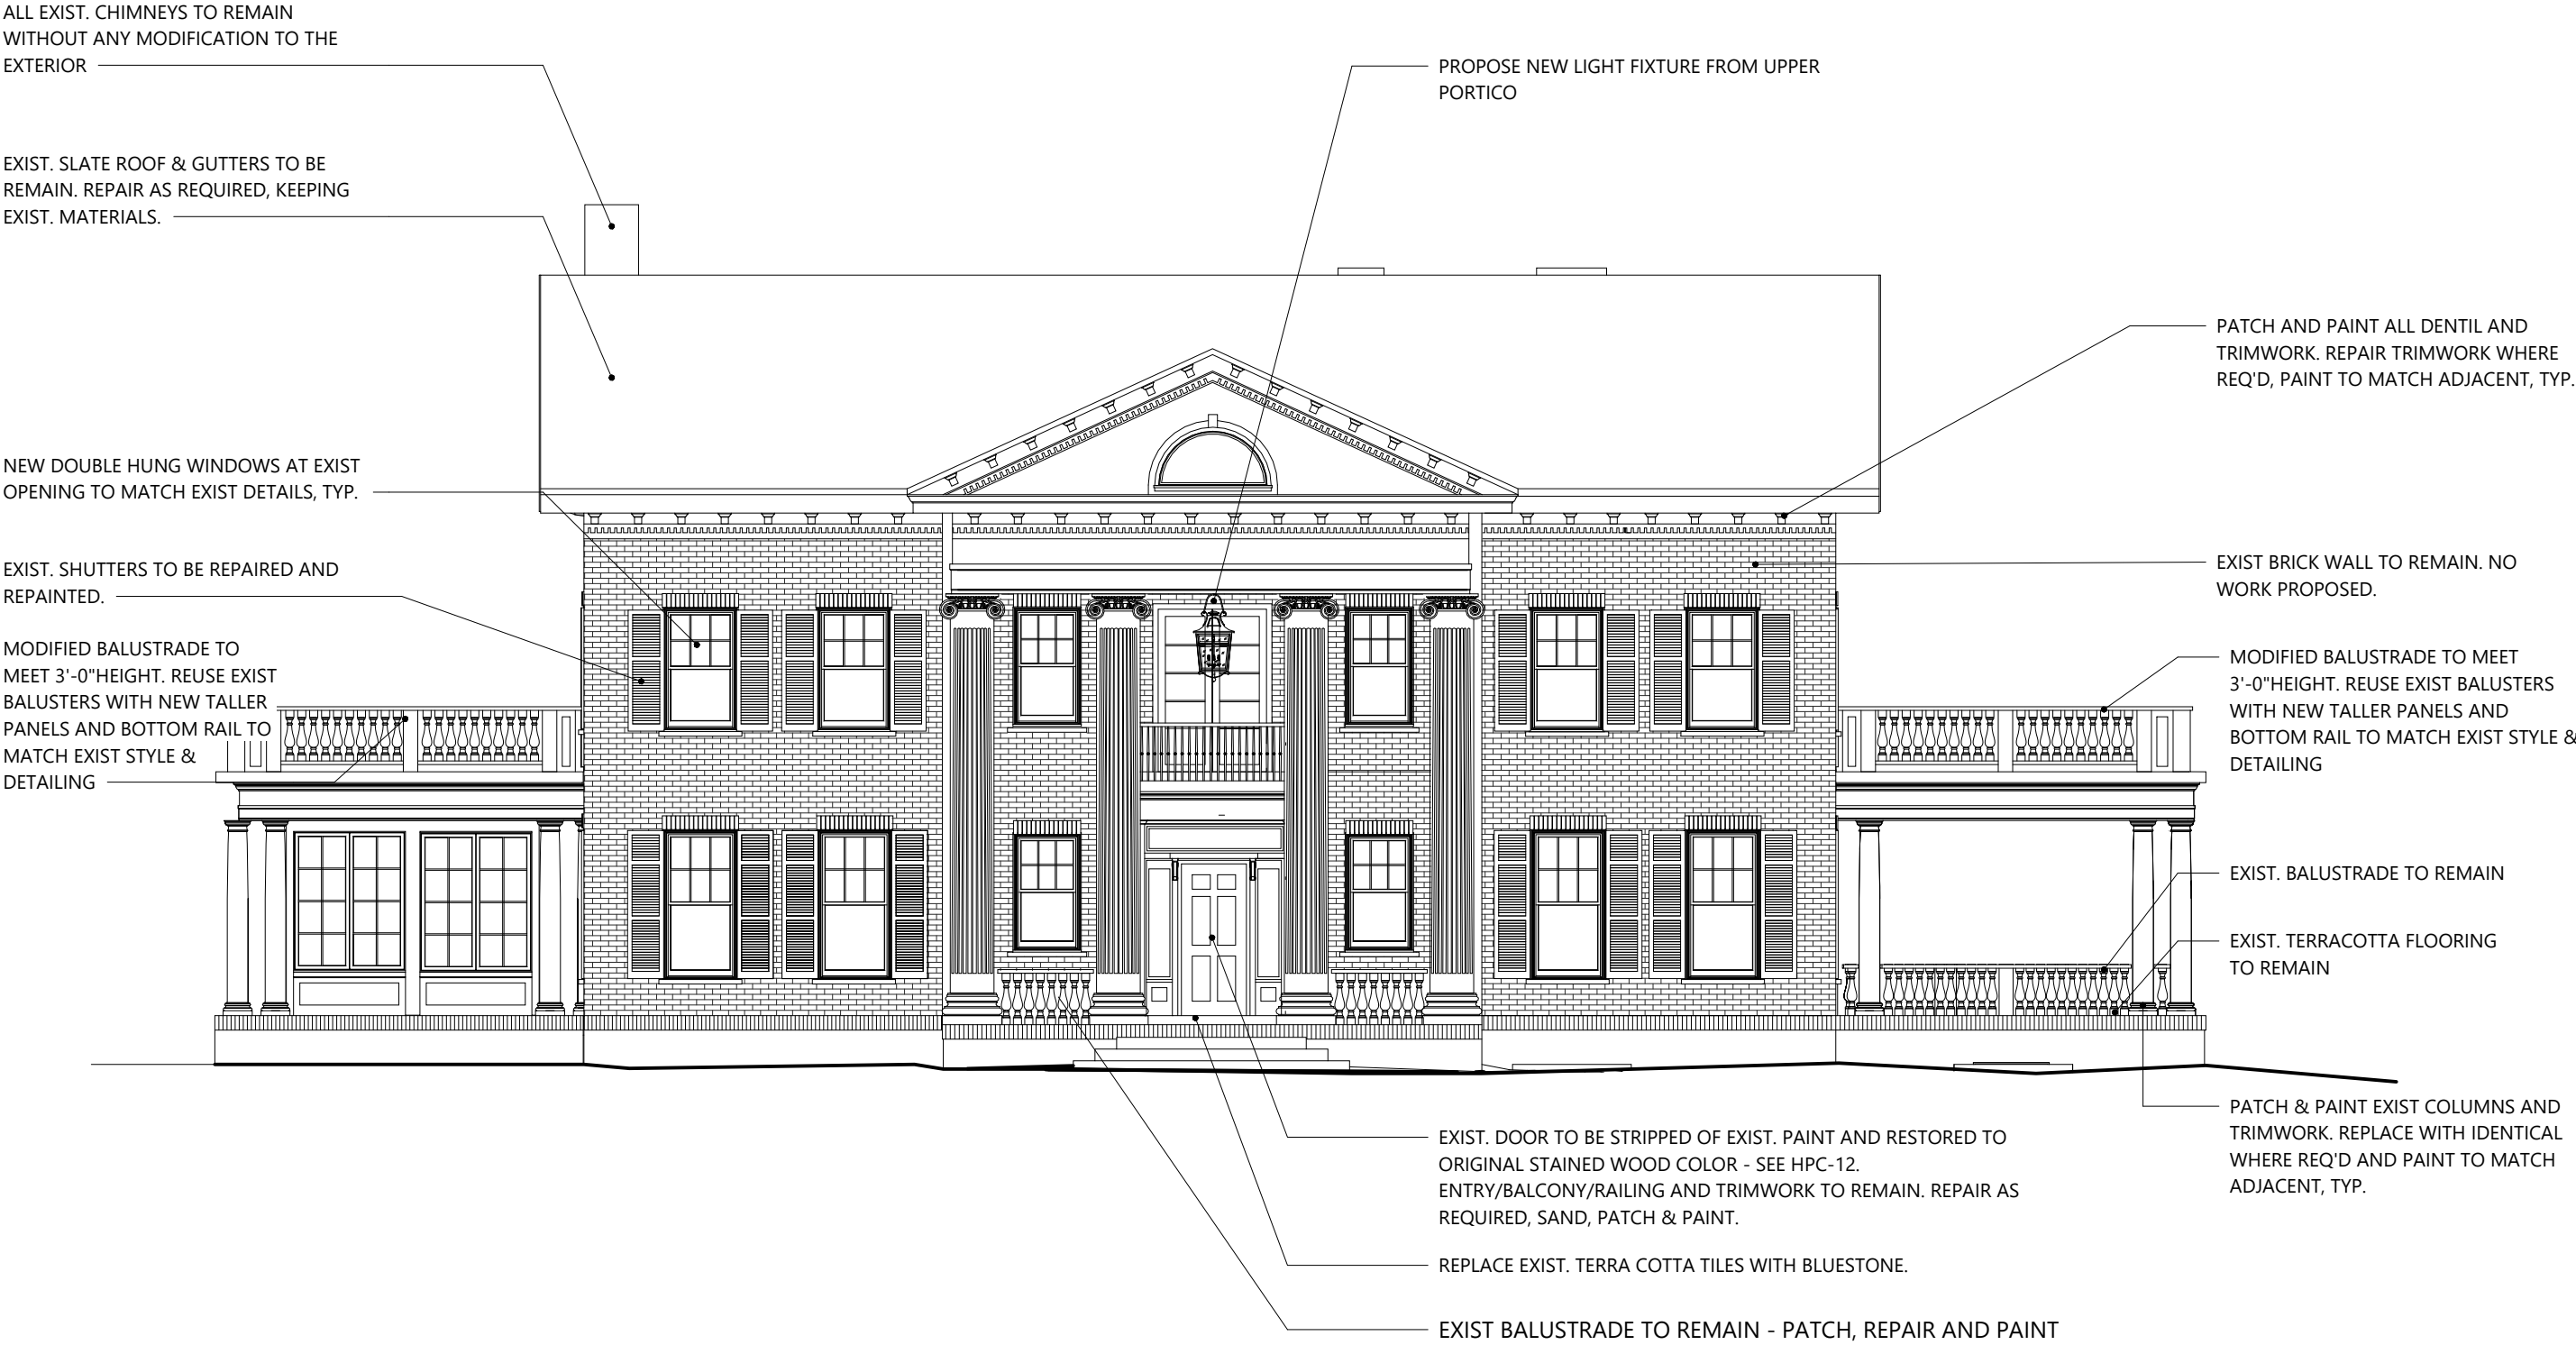 ALL EXIST. CHIMNEYS TO REMAIN
WITHOUT ANY MODIFICATION TO THE
EXTERIOR
EXIST. SLATE ROOF & GUTTERS TO BE
REMAIN. REPAIR AS REQUIRED, KEEPING
EXIST. MATERIALS.
NEW DOUBLE HUNG WINDOWS AT EXIST
OPENING TO MATCH EXIST DETAILS, TYP.
EXIST. SHUTTERS TO BE REPAIRED AND
REPAINTED.
MODIFIED BALUSTRADE TO
MEET 3'-0"HEIGHT. REUSE EXIST
BALUSTERS WITH NEW TALLER
PANELS AND BOTTOM RAIL TO
MATCH EXIST STYLE &
DETAILING
PROPOSE NEW LIGHT FIXTURE FROM UPPER
PORTICO
PATCH AND PAINT ALL DENTIL AND
TRIMWORK. REPAIR TRIMWORK WHERE
REQ'D, PAINT TO MATCH ADJACENT, TYP.
EXIST BRICK WALL TO REMAIN. NO
WORK PROPOSED.
MODIFIED BALUSTRADE TO MEET
3'-0"HEIGHT. REUSE EXIST BALUSTERS
WITH NEW TALLER PANELS AND
BOTTOM RAIL TO MATCH EXIST STYLE &
DETAILING
EXIST. BALUSTRADE TO REMAIN
EXIST. TERRACOTTA FLOORING
TO REMAIN
PATCH & PAINT EXIST COLUMNS AND
TRIMWORK. REPLACE WITH IDENTICAL
WHERE REQ'D AND PAINT TO MATCH
ADJACENT, TYP.
EXIST. DOOR TO BE STRIPPED OF EXIST. PAINT AND RESTORED TO
ORIGINAL STAINED WOOD COLOR - SEE HPC-12.
ENTRY/BALCONY/RAILING AND TRIMWORK TO REMAIN. REPAIR AS
REQUIRED, SAND, PATCH & PAINT.
REPLACE EXIST. TERRA COTTA TILES WITH BLUESTONE.
EXIST BALUSTRADE TO REMAIN - PATCH, REPAIR AND PAINT